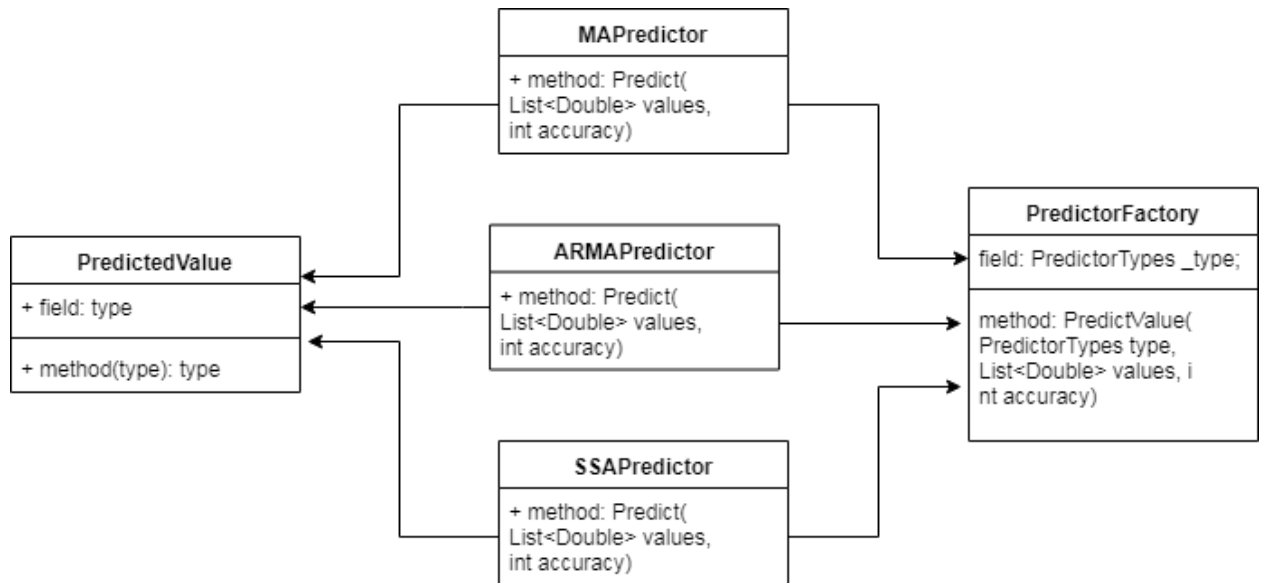 MAPredictor
+ method: Predict(
List<Double> values,
int accuracy)
PredictedValue
+ field: type
+ method(type): type
ARMAPredictor
+ method: Predict(
List<Double> values,
int accuracy)
PredictorFactory
field: PredictorTypes _type;
method: PredictValue(
PredictorTypes type,
List<Double> values, i
nt accuracy)
SSAPredictor
+ method: Predict(
List<Double> values,
int accuracy)